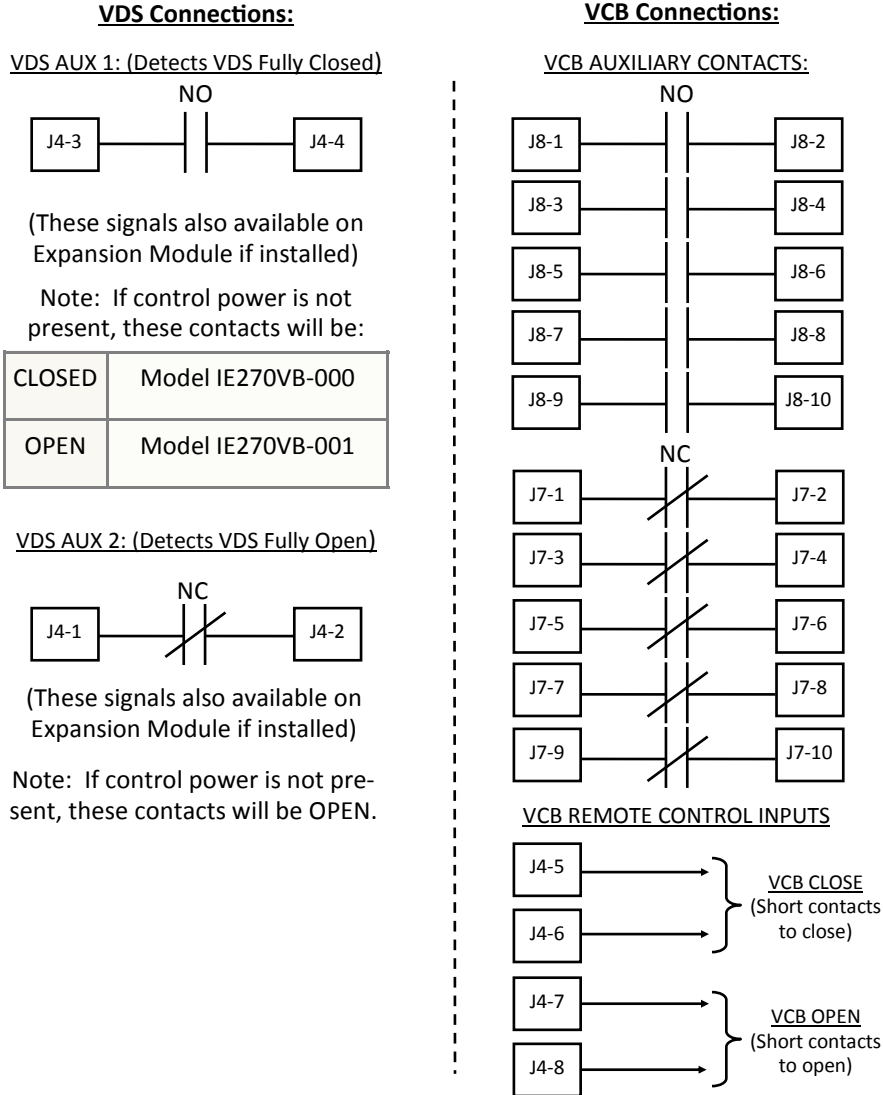 VDS Connections:
VDS AUX 1: (Detects VDS Fully Closed)
NO
J4-3
J4-4
(These signals also available on
Expansion Module if installed)
Note: If control power is not
present, these contacts will be:
CLOSED Model IE270VB-000
OPEN Model IE270VB-001
VDS AUX 2: (Detects VDS Fully Open)
NC
J4-1
J4-2
(These signals also available on
Expansion Module if installed)
Note: If control power is not pre-
sent, these contacts will be OPEN.
VCB Connections:
VCB AUXILIARY CONTACTS:
NO
J8-1
J8-2
J8-3
J8-4
J8-5
J8-6
J8-7
J8-8
J8-9
J8-10
NC
J7-1
J7-2
J7-3
J7-4
J7-5
J7-6
J7-7
J7-8
J7-9
J7-10
VCB REMOTE CONTROL INPUTS
J4-5
J4-6
VCB CLOSE
(Short contacts
to close)
J4-7
J4-8
VCB OPEN
(Short contacts
to open)